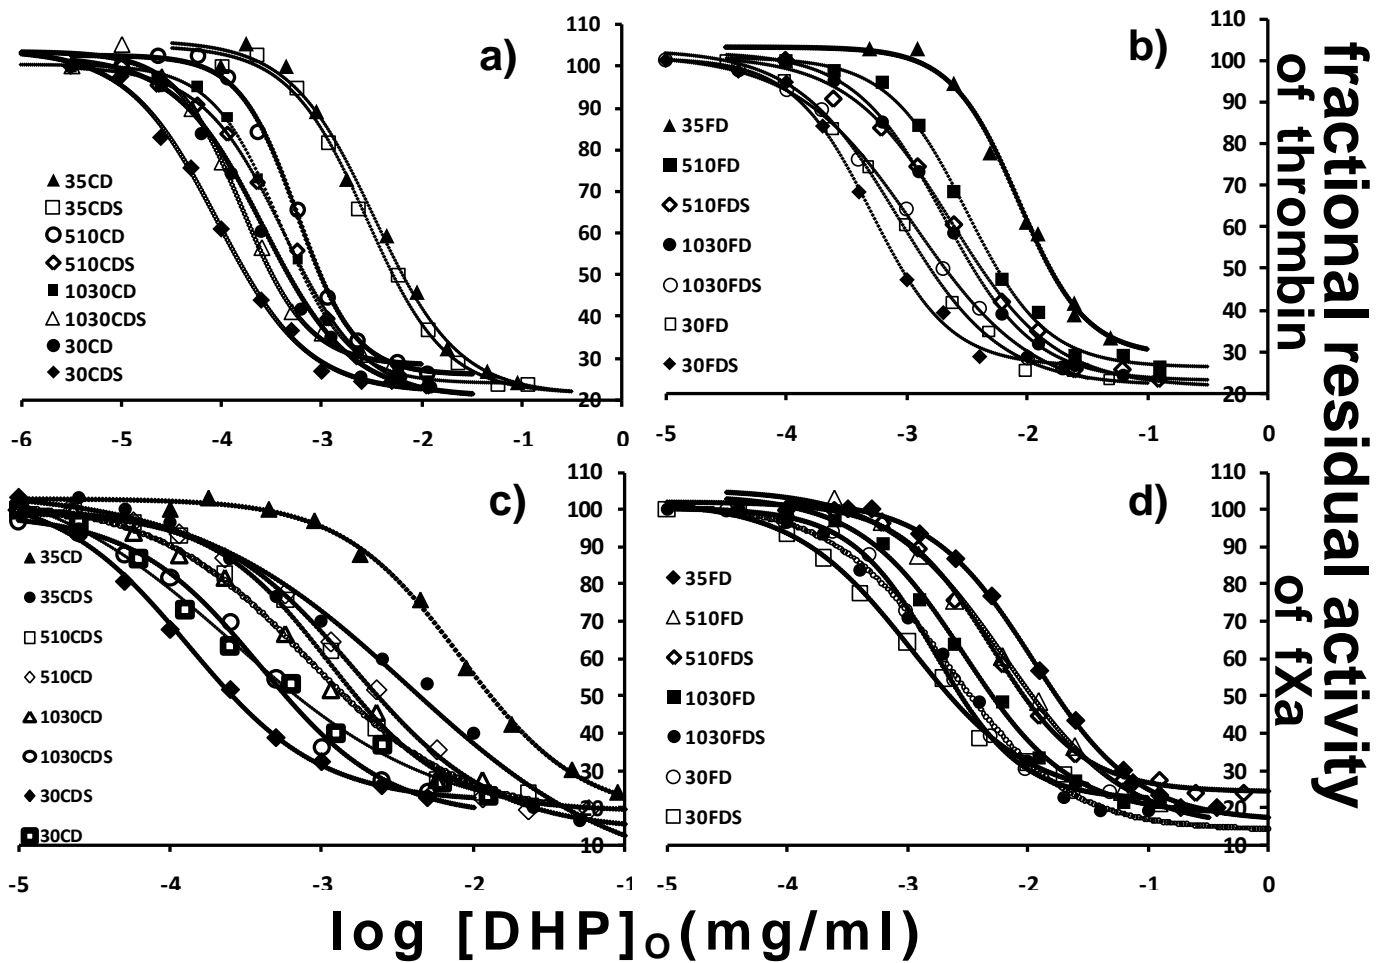 a)
35CD
35CDS
510CD
510CDS
1030CD
1030CDS
30CD
30CDS
110
100
90
80
70
60
50
40
30
20
-6
-5
-4
-3
-2
-1
0
b)
35FD
510FD
510FDS
1030FD
1030FDS
30FD
30FDS
110
100
90
80
70
60
50
40
30
20
-5
-4
-3
-2
-1
0
c)
35CD
35CDS
510CDS
510CD
1030CD
1030CDS
30CDS
30CD
110
100
90
80
70
60
50
40
30
20
10
-5
-4
-3
-2
-1
d)
35FD
510FD
510FDS
1030FD
1030FDS
30FD
30FDS
110
100
90
80
70
60
50
40
30
20
10
-5
-4
-3
-2
-1
0
fractional residual activity
of thrombin
of fXa
log [DHP]O(mg/ml)